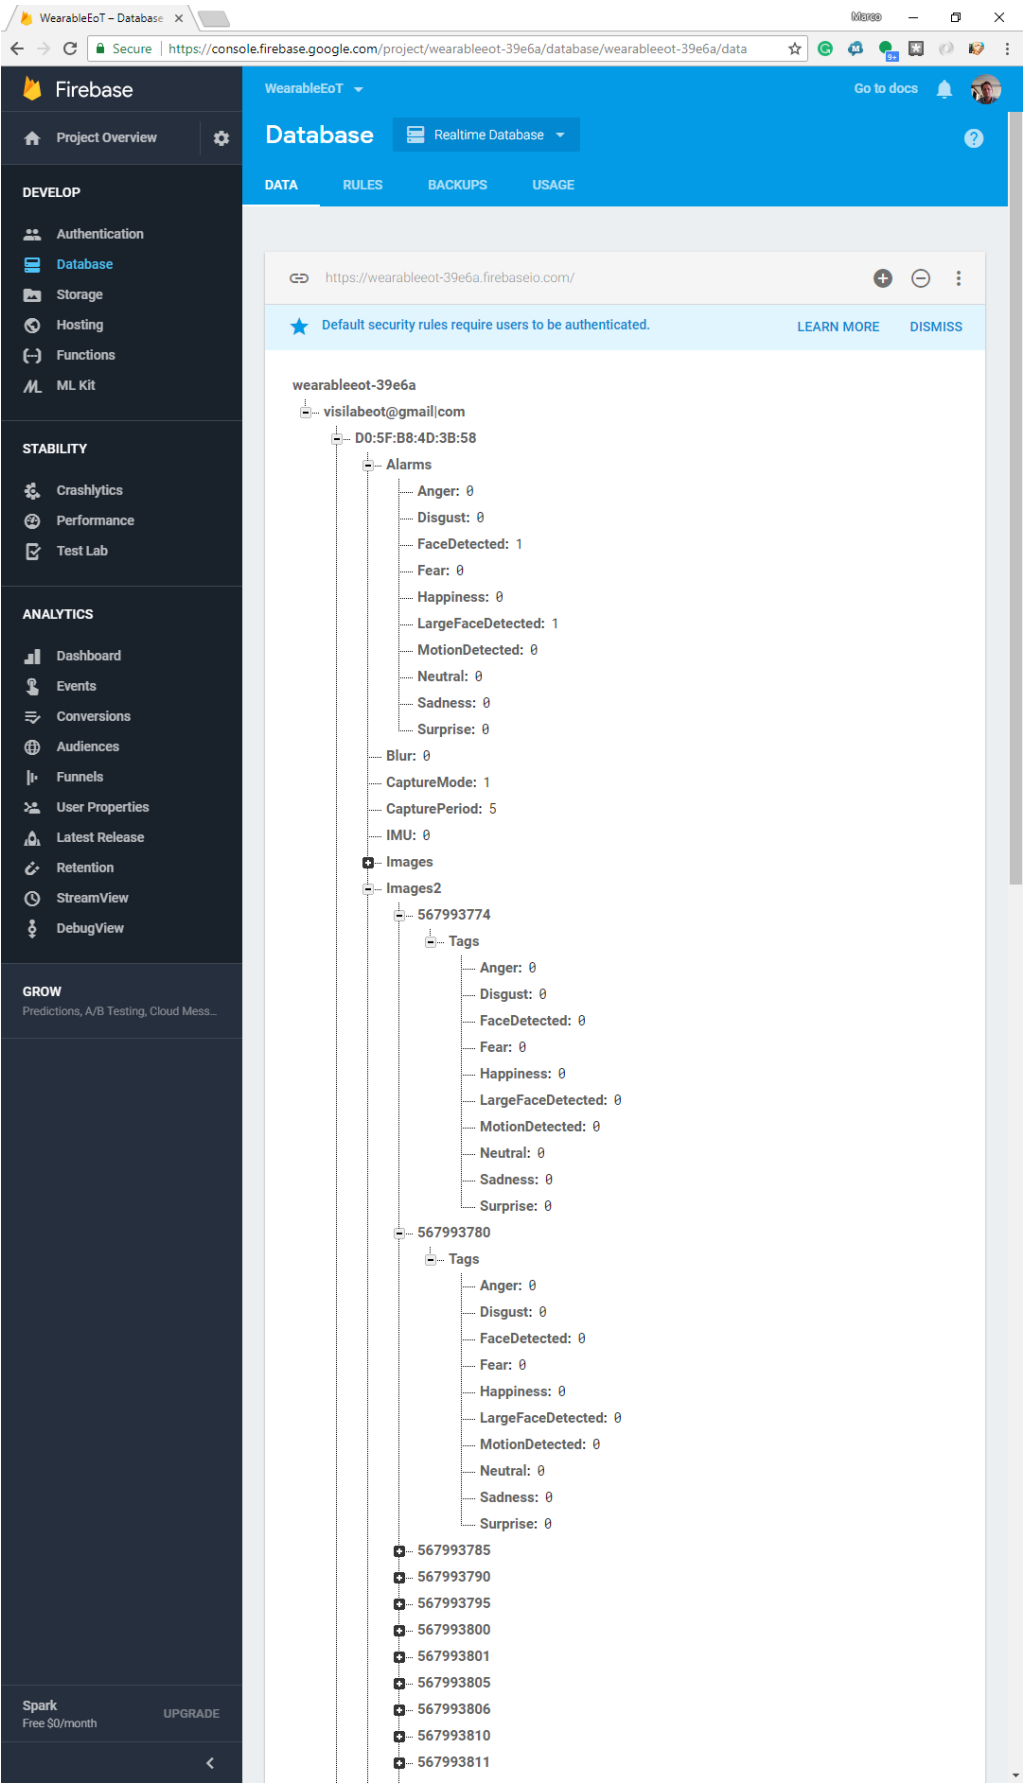 WearableEoT – Database
Marco
Secure | https://console.firebase.google.com/project/wearableeot-39e6a/database/wearableeot-39e6a/data
9+
Firebase
WearableEoT
Go to docs
Project Overview
Database
Realtime Database
DATA
RULES
BACKUPS
USAGE
DEVELOP
Authentication
Database
Storage
Hosting
Functions
ML Kit
STABILITY
Crashlytics
Performance
Test Lab
ANALYTICS
Dashboard
Events
Conversions
Audiences
Funnels
User Properties
Latest Release
Retention
StreamView
DebugView
GROW
Predictions, A/B Testing, Cloud Mess...
Spark
Free $0/month
UPGRADE
https://wearableeot-39e6a.firebaseio.com/
Default security rules require users to be authenticated.
LEARN MORE
DISMISS
wearableeot-39e6a
visilabeot@gmail|com
D0:5F:B8:4D:3B:58
Alarms
Anger: 0
Disgust: 0
FaceDetected: 1
Fear: 0
Happiness: 0
LargeFaceDetected: 1
MotionDetected: 0
Neutral: 0
Sadness: 0
Surprise: 0
Blur: 0
CaptureMode: 1
CapturePeriod: 5
IMU: 0
Images
Images2
567993774
Tags
Anger: 0
Disgust: 0
FaceDetected: 0
Fear: 0
Happiness: 0
LargeFaceDetected: 0
MotionDetected: 0
Neutral: 0
Sadness: 0
Surprise: 0
567993780
Tags
Anger: 0
Disgust: 0
FaceDetected: 0
Fear: 0
Happiness: 0
LargeFaceDetected: 0
MotionDetected: 0
Neutral: 0
Sadness: 0
Surprise: 0
567993785
567993790
567993795
567993800
567993801
567993805
567993806
567993810
567993811